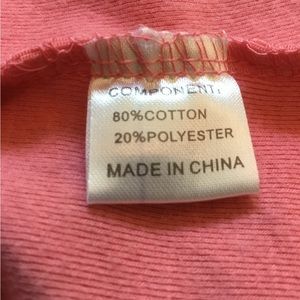 COMPONENT:
80%COTTON
20%POLYESTER
MADE IN CHINA